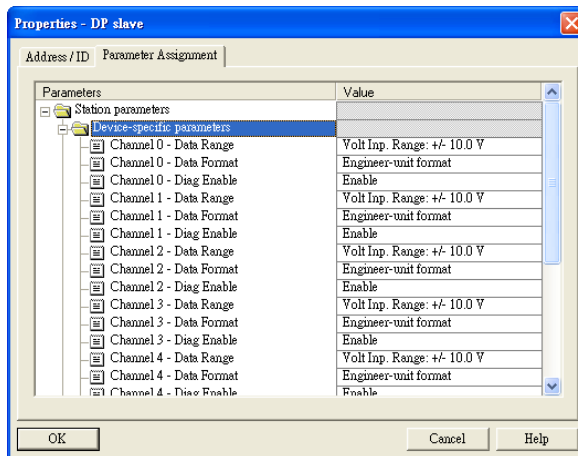 Properties - DP slave
Address / ID Parameter Assignment
Parameters Value
Station parameters
Device-specific parameters
Channel 0 - Data Range Volt Inp. Range: +/- 10.0 V
Channel 0 - Data Format Engineer-unit format
Channel 0 - Diag Enable Enable
Channel 1 - Data Range Volt Inp. Range: +/- 10.0 V
Channel 1 - Data Format Engineer-unit format
Channel 1 - Diag Enable Enable
Channel 2 - Data Range Volt Inp. Range: +/- 10.0 V
Channel 2 - Data Format Engineer-unit format
Channel 2 - Diag Enable Enable
Channel 3 - Data Range Volt Inp. Range: +/- 10.0 V
Channel 3 - Data Format Engineer-unit format
Channel 3 - Diag Enable Enable
Channel 4 - Data Range Volt Inp. Range: +/- 10.0 V
Channel 4 - Data Format Engineer-unit format
Channel 4 - Diag Enable Enable
OK Cancel Help